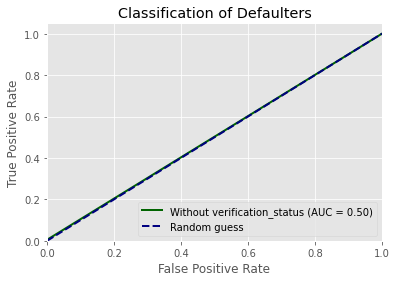 Classification of Defaulters
True Positive Rate
1.0
0.8
0.6
0.4
0.2
0.0
Without verification_status (AUC = 0.50)
Random guess
0.0 0.2 0.4 0.6 0.8 1.0
False Positive Rate